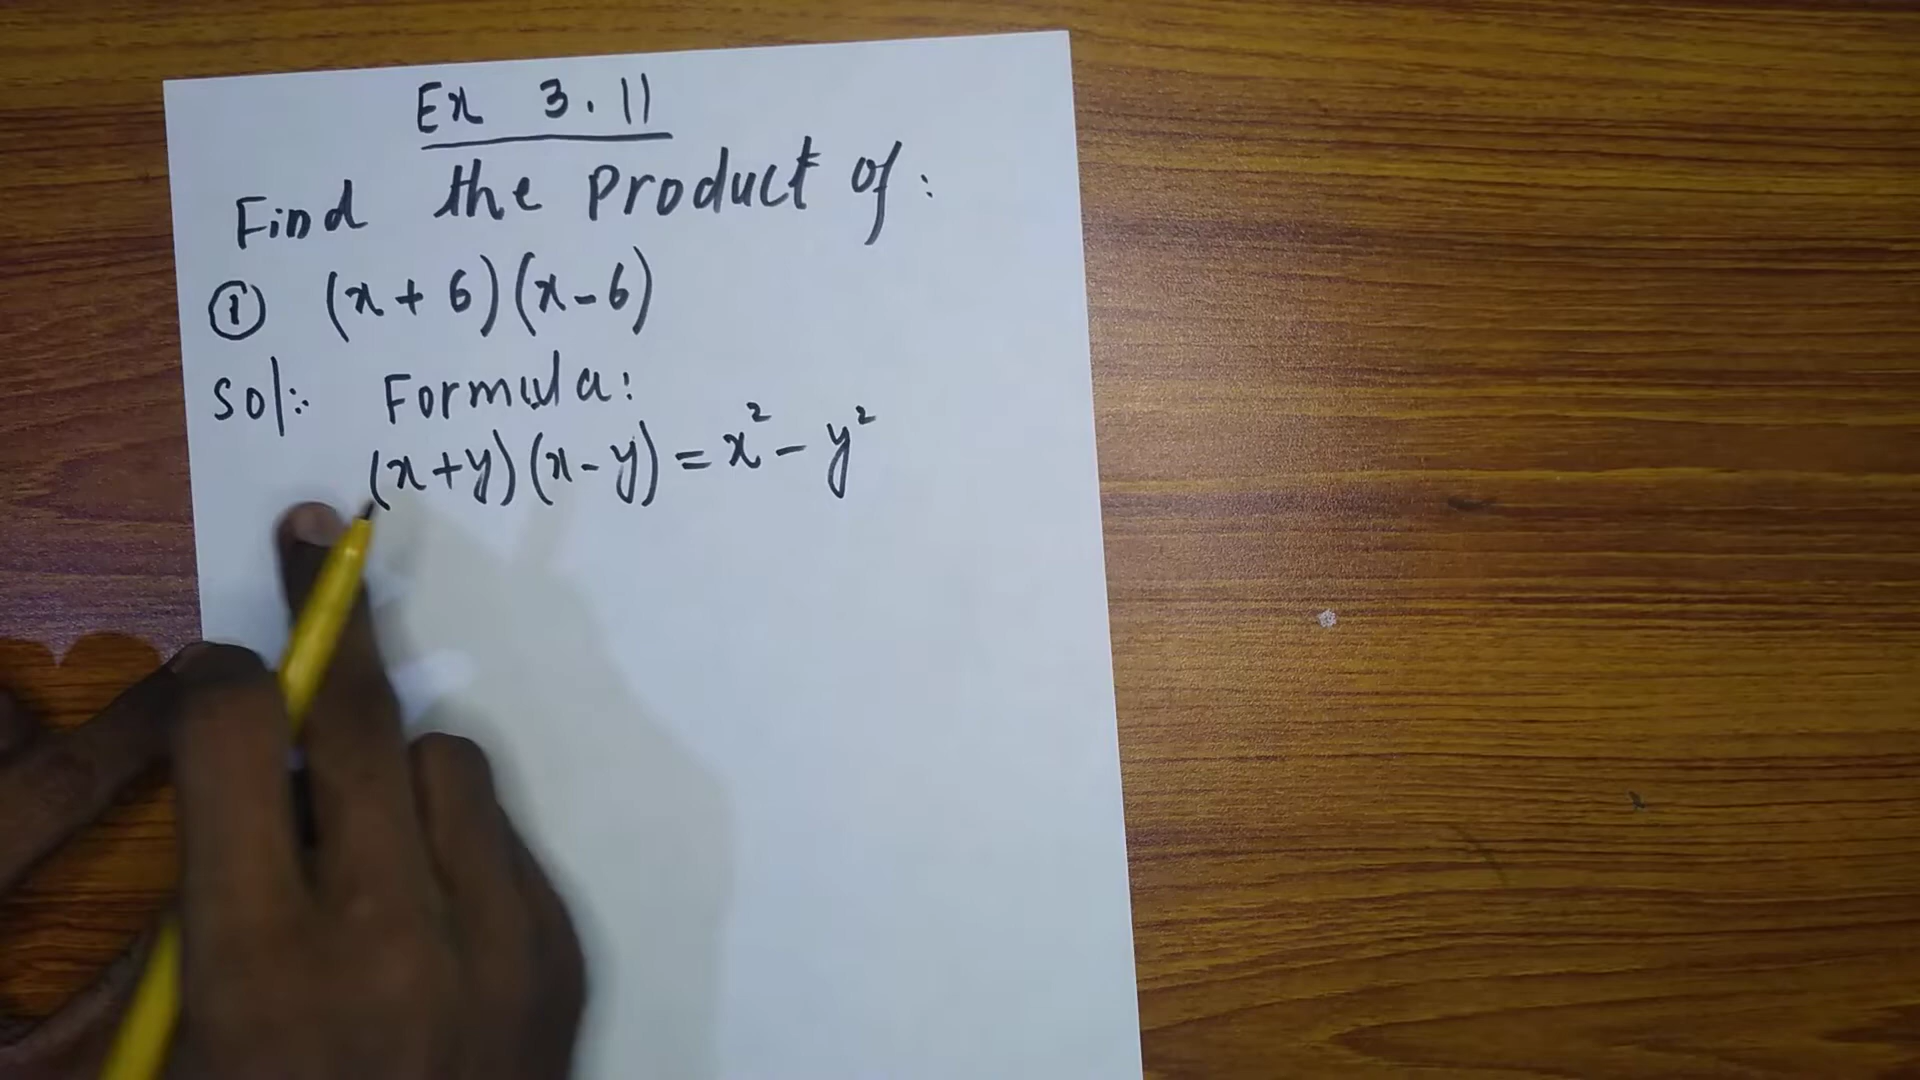 Ex 3.11
Find the Product of:
① (x + 6)(x - 6)
Sol:. Formula:
(x+y)(x-y) = x² - y²